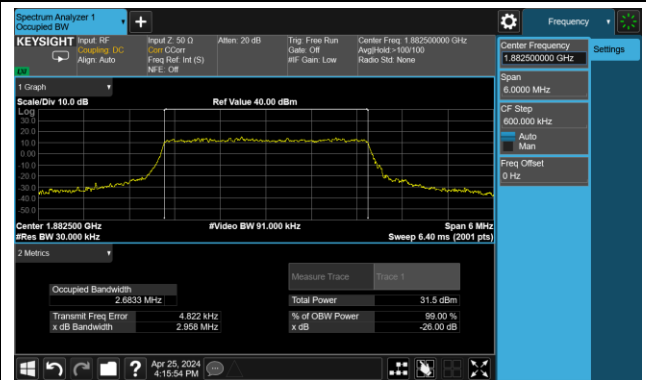 Spectrum Analyzer 1
Occupied BW
Frequency
KEYSIGHT
Input: RF
Coupling: DC
Align: Auto
Input Z: 50 Ω
Corr CCorr
Freq Ref: Int (S)
NFE: Off
Atten: 20 dB
Trig: Free Run
Gate: Off
#IF Gain: Low
Center Freq: 1.882500000 GHz
Avg|Hold:>100/100
Radio Std: None
Center Frequency
1.882500000 GHz
Settings
Span
6.0000 MHz
CF Step
600.000 kHz
Auto
Man
Freq Offset
0 Hz
1 Graph
Scale/Div 10.0 dB
Ref Value 40.00 dBm
Log
30.0
20.0
10.0
0.00
-10.0
-20.0
-30.0
-40.0
-50.0
Center 1.882500 GHz
#Video BW 91.000 kHz
Span 6 MHz
#Res BW 30.000 kHz
Sweep 6.40 ms (2001 pts)
2 Metrics
Measure Trace
Trace 1
Occupied Bandwidth
2.6833 MHz
Total Power
31.5 dBm
Transmit Freq Error
4.822 kHz
% of OBW Power
99.00 %
x dB Bandwidth
2.958 MHz
x dB
-26.00 dB
Apr 25, 2024
4:15:54 PM